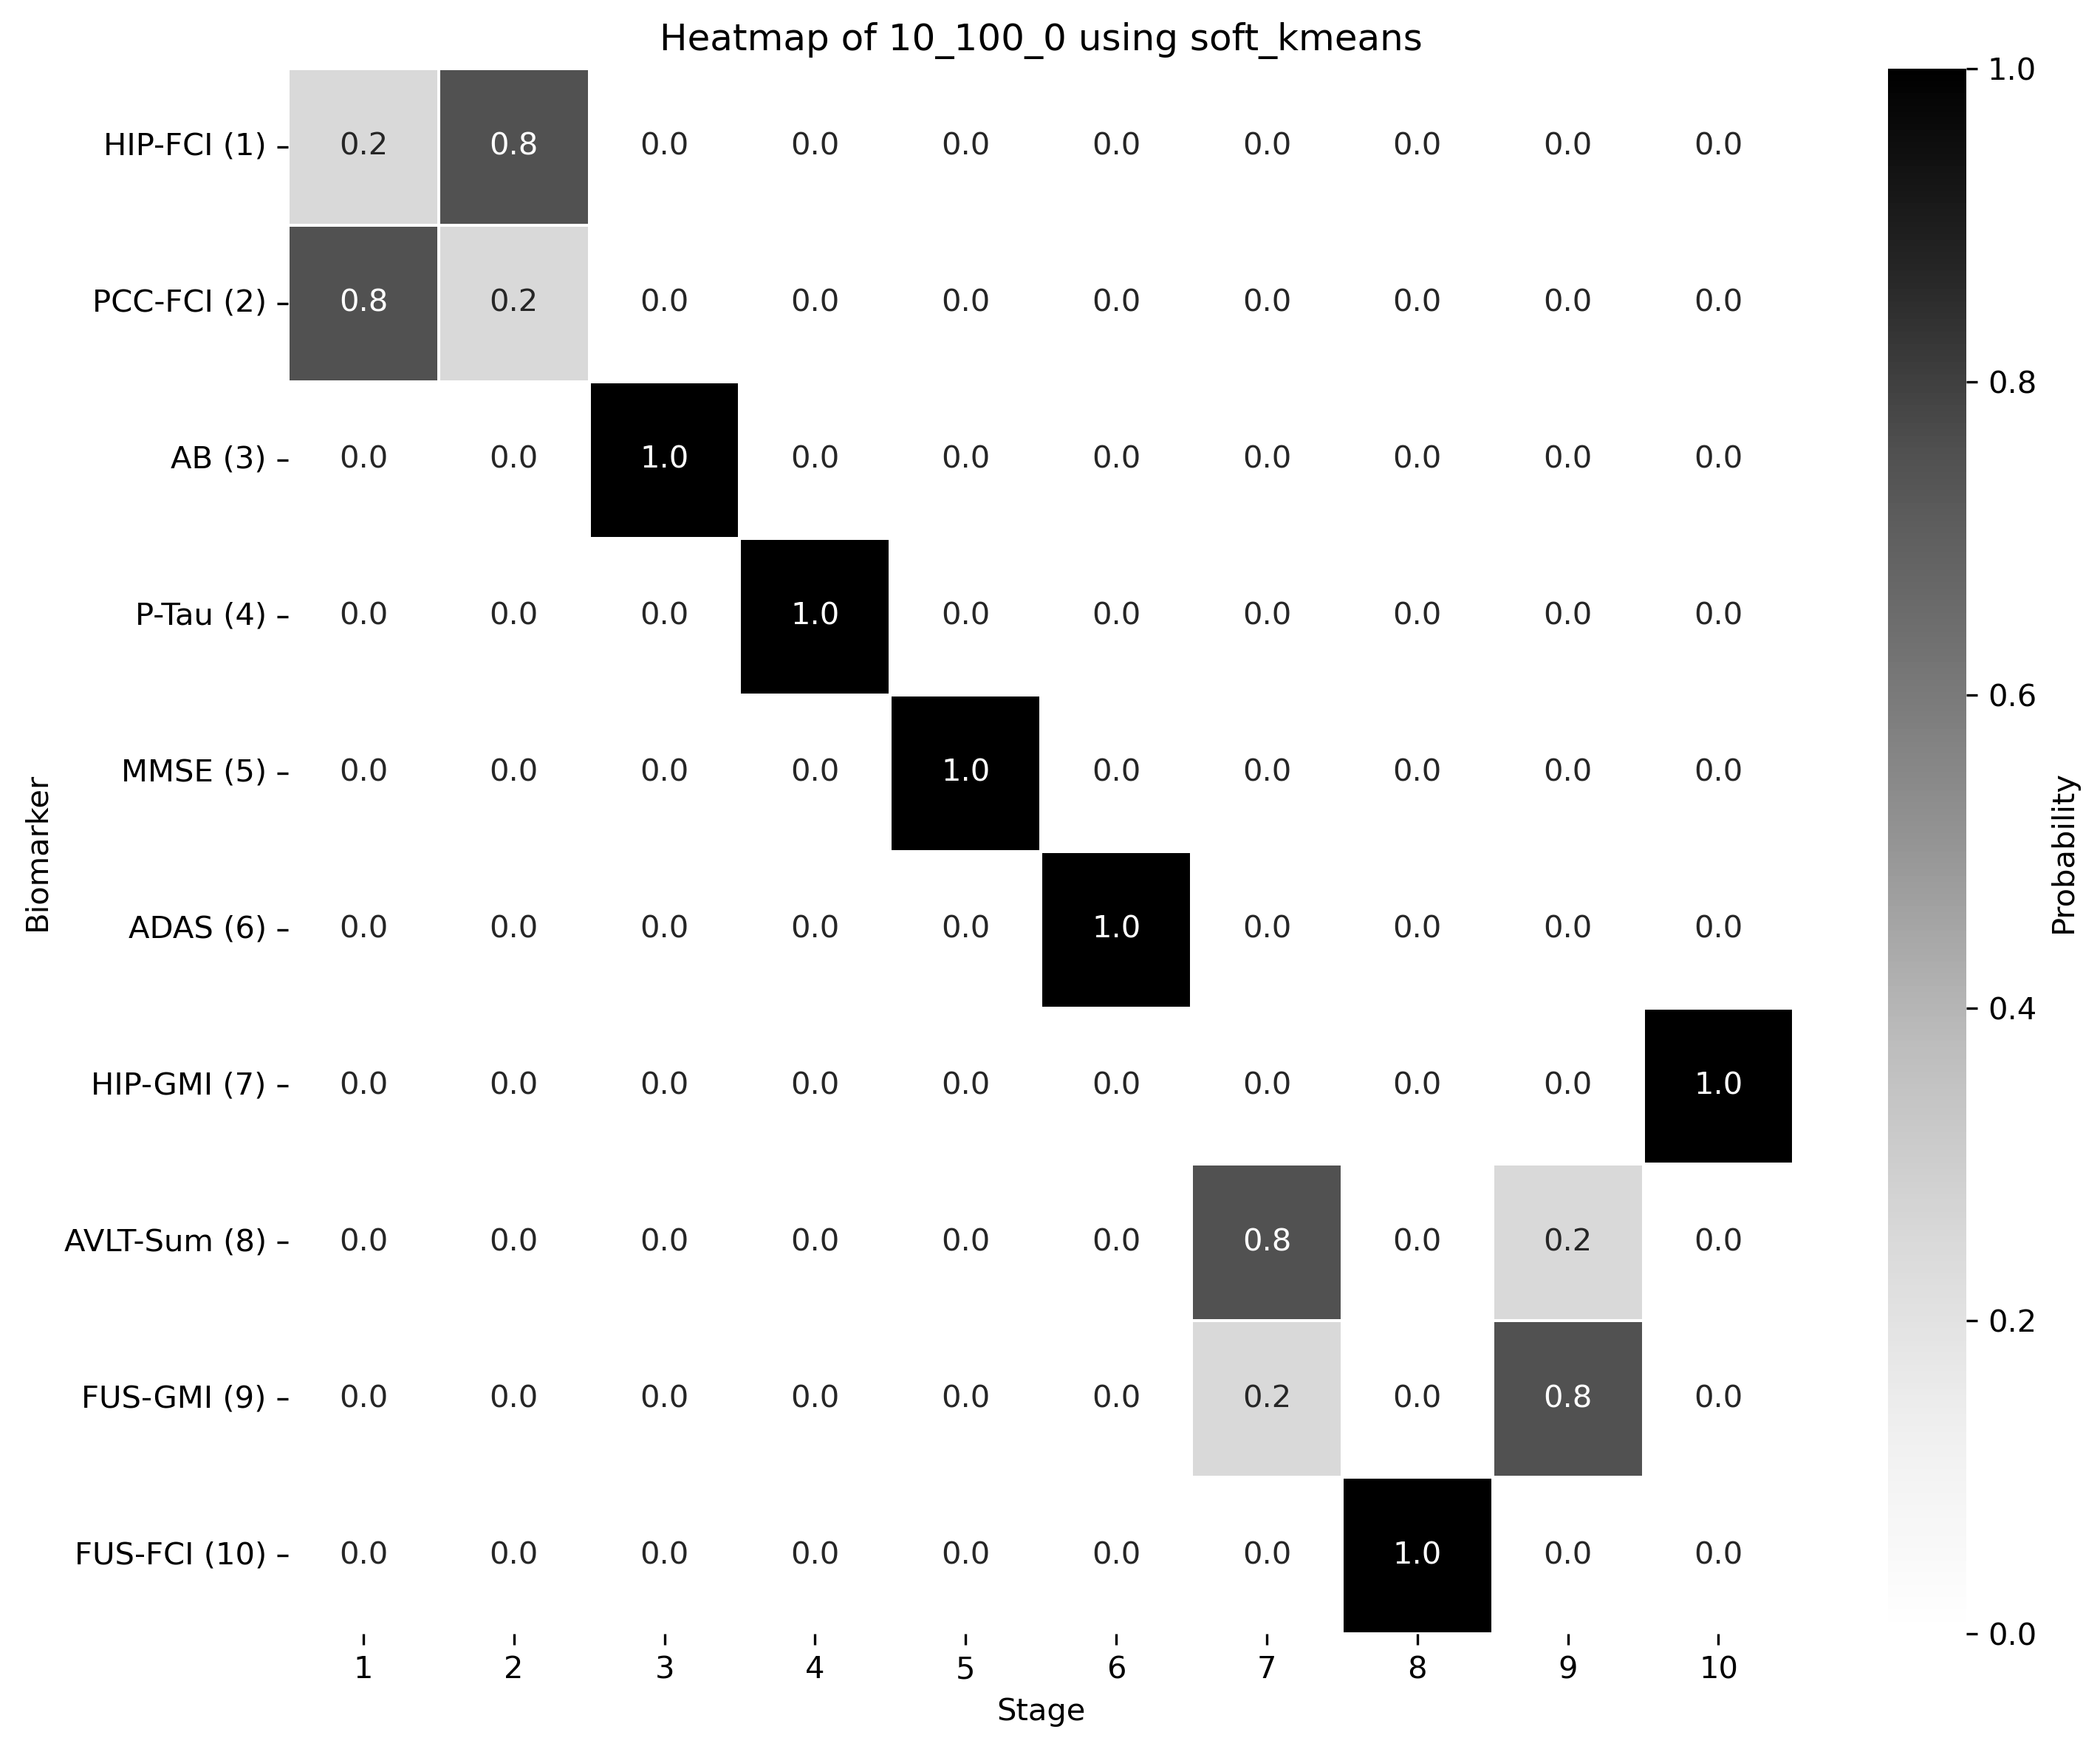 Heatmap of 10_100_0 using soft_kmeans
HIP-FCI (1) 0.2 0.8 0.0 0.0 0.0 0.0 0.0 0.0 0.0 0.0
PCC-FCI (2) 0.8 0.2 0.0 0.0 0.0 0.0 0.0 0.0 0.0 0.0
AB (3) 0.0 0.0 1.0 0.0 0.0 0.0 0.0 0.0 0.0 0.0
P-Tau (4) 0.0 0.0 0.0 1.0 0.0 0.0 0.0 0.0 0.0 0.0
MMSE (5) 0.0 0.0 0.0 0.0 1.0 0.0 0.0 0.0 0.0 0.0
ADAS (6) 0.0 0.0 0.0 0.0 0.0 1.0 0.0 0.0 0.0 0.0
HIP-GMI (7) 0.0 0.0 0.0 0.0 0.0 0.0 0.0 0.0 0.0 1.0
AVLT-Sum (8) 0.0 0.0 0.0 0.0 0.0 0.0 0.8 0.0 0.2 0.0
FUS-GMI (9) 0.0 0.0 0.0 0.0 0.0 0.0 0.2 0.0 0.8 0.0
FUS-FCI (10) 0.0 0.0 0.0 0.0 0.0 0.0 0.0 1.0 0.0 0.0
1 2 3 4 5 6 7 8 9 10
Stage
Biomarker
1.0
0.8
0.6
0.4
0.2
0.0
Probability